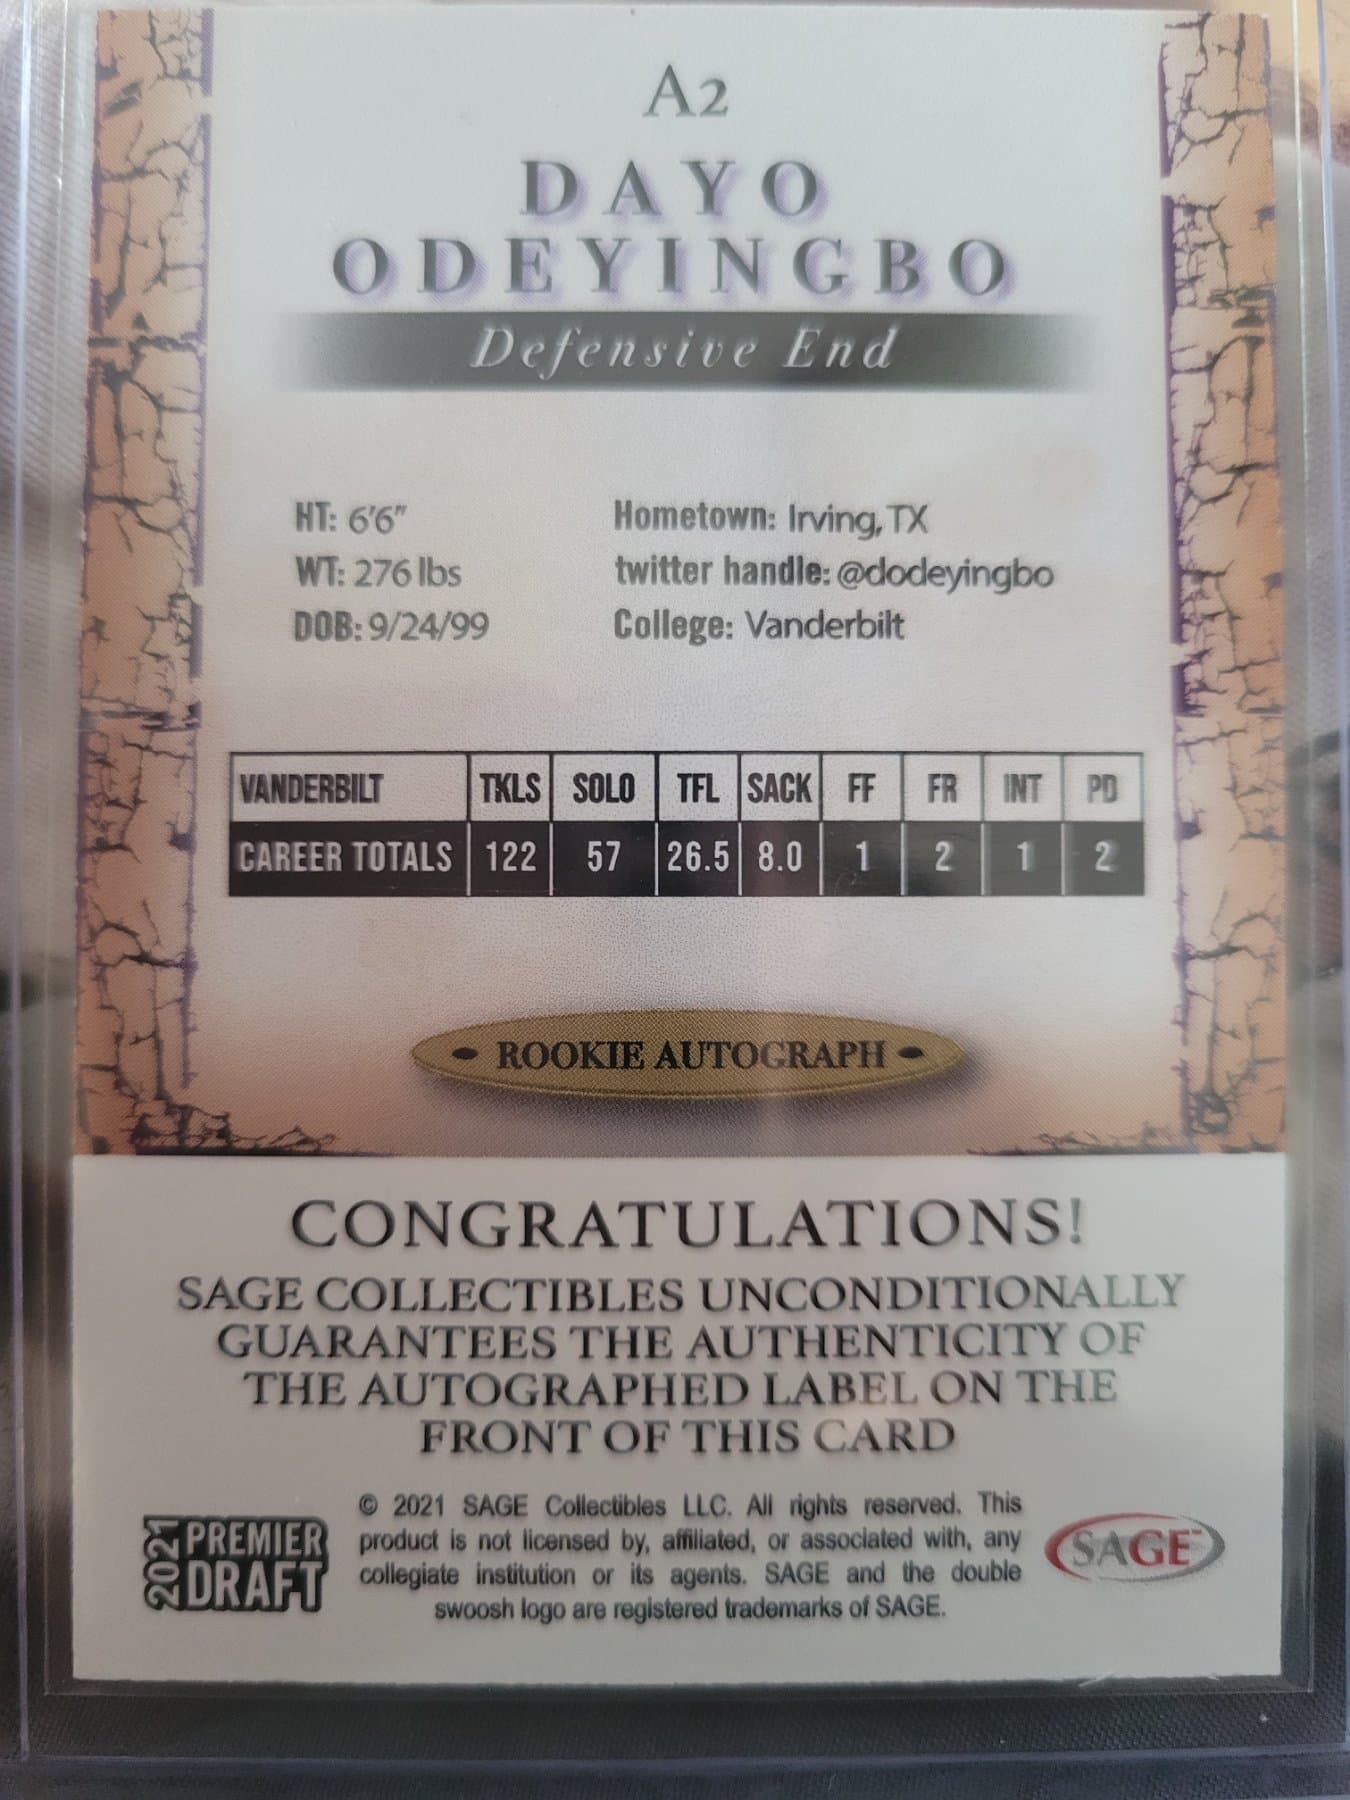 A2
DAYO
ODEYINGBO
Defensive End
HT: 6'6"
WT: 276 lbs
DOB: 9/24/99
Hometown: Irving, TX
twitter handle: @dodeyingbo
College: Vanderbilt
VANDERBILT TKLS SOLO TFL SACK FF FR INT PD
CAREER TOTALS 122 57 26.5 8.0 1 2 1 2
• ROOKIE AUTOGRAPH •
CONGRATULATIONS!
SAGE COLLECTIBLES UNCONDITIONALLY
GUARANTEES THE AUTHENTICITY OF
THE AUTOGRAPHED LABEL ON THE
FRONT OF THIS CARD
2021 PREMIER
DRAFT
© 2021 SAGE Collectibles LLC. All rights reserved. This
product is not licensed by, affiliated, or associated with, any
collegiate institution or its agents. SAGE and the double
swoosh logo are registered trademarks of SAGE.
SAGE™